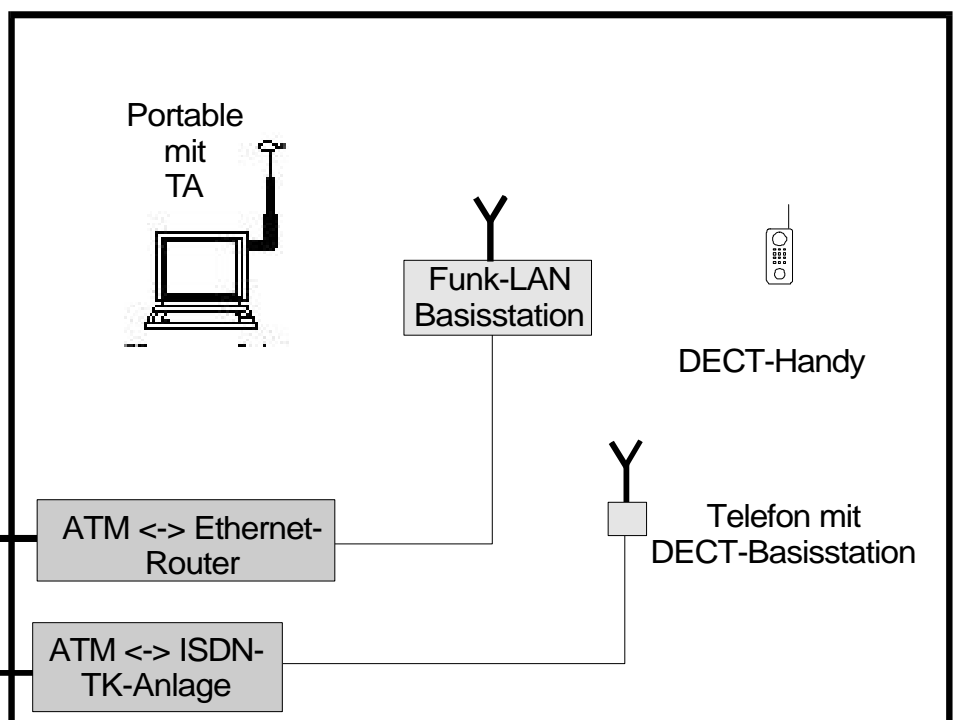 Portable
mit
TA
Funk-LAN
Basisstation
DECT-Handy
ATM <-> Ethernet-
Router
Telefon mit
DECT-Basisstation
ATM <-> ISDN-
TK-Anlage